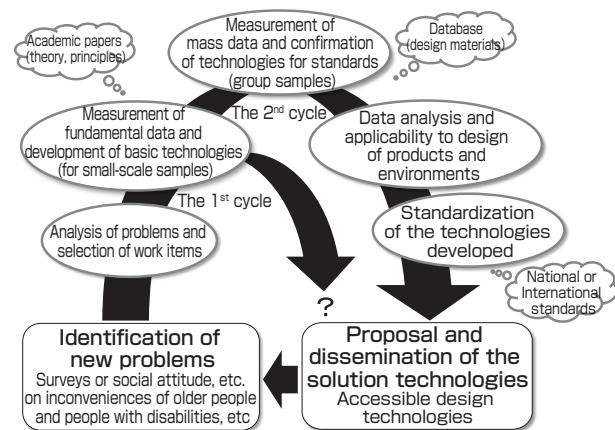 Academic papers
(theory, principles)
Measurement of
mass data and confirmation
of technologies for standards
(group samples)
Database
(design materials)
Measurement of
fundamental data and
development of basic technologies
(for small-scale samples)
The 2nd cycle
Data analysis and
applicability to design
of products and
environments
The 1st cycle
Analysis of problems and
selection of work items
Standardization
of the technologies
developed
National or
International
standards
?
Identification of
new problems
Surveys or social attitude, etc.
on inconveniences of older people
and people with disabilities, etc
Proposal and
dissemination of the
solution technologies
Accessible design
technologies